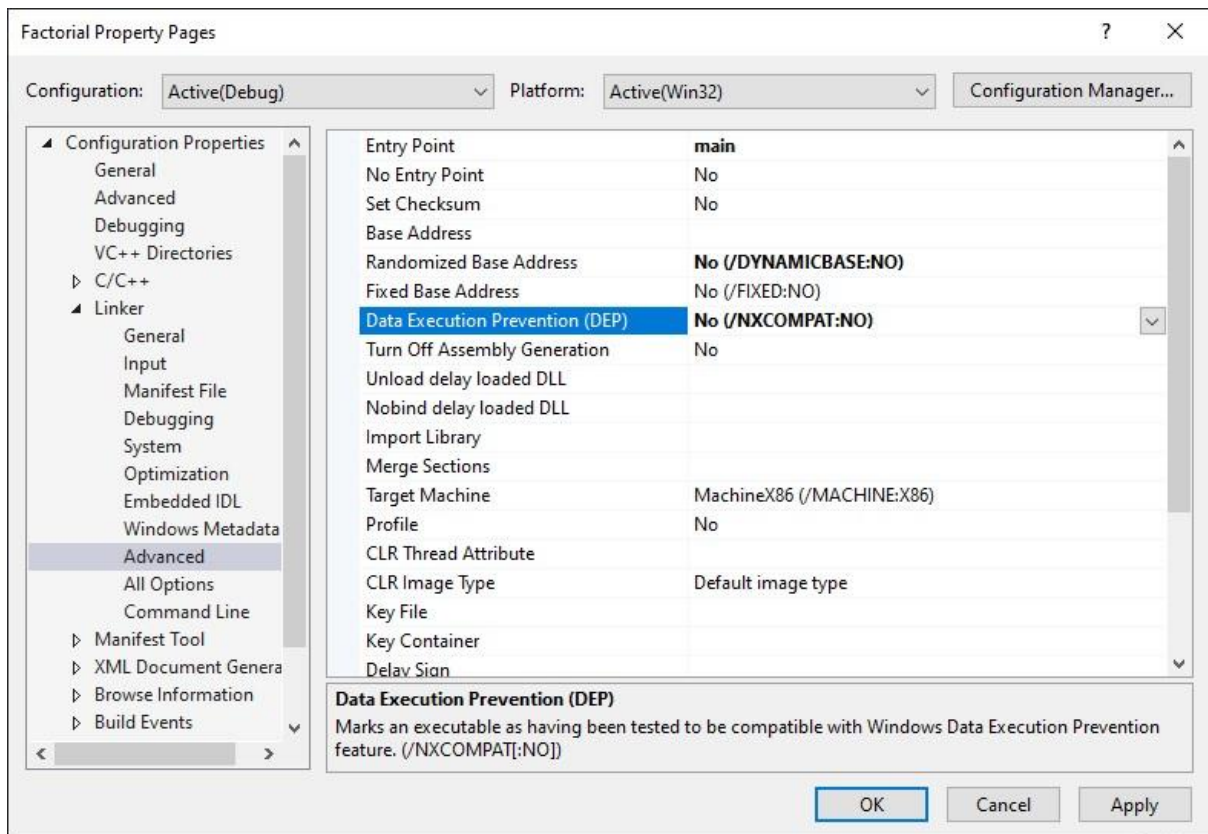 Factorial Property Pages
?
Configuration: Active(Debug) Platform: Active(Win32) Configuration Manager...
Configuration Properties
General
Advanced
Debugging
VC++ Directories
C/C++
Linker
General
Input
Manifest File
Debugging
System
Optimization
Embedded IDL
Windows Metadata
Advanced
All Options
Command Line
Manifest Tool
XML Document Genera
Browse Information
Build Events
Entry Point main
No Entry Point No
Set Checksum No
Base Address
Randomized Base Address No (/DYNAMICBASE:NO)
Fixed Base Address No (/FIXED:NO)
Data Execution Prevention (DEP) No (/NXCOMPAT:NO)
Turn Off Assembly Generation No
Unload delay loaded DLL
Nobind delay loaded DLL
Import Library
Merge Sections
Target Machine MachineX86 (/MACHINE:X86)
Profile No
CLR Thread Attribute
CLR Image Type Default image type
Key File
Key Container
Delay Sign
Data Execution Prevention (DEP)
Marks an executable as having been tested to be compatible with Windows Data Execution Prevention
feature. (/NXCOMPAT[:NO])
OK Cancel Apply